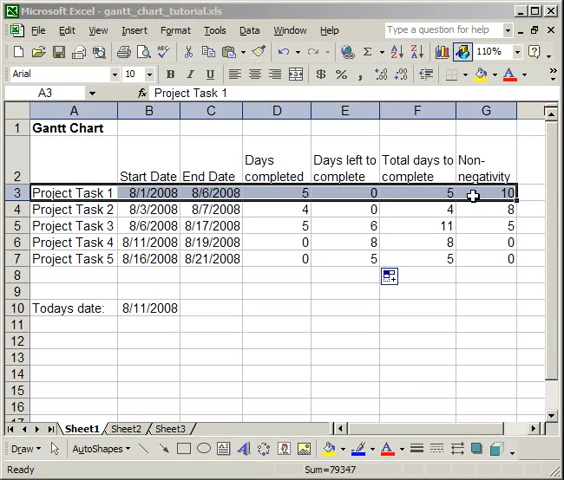 Microsoft Excel - gantt_chart_tutorial.xls
File Edit View Insert Format Tools Data Window Help Type a question for help
110%
Arial 10 B I U $ % ,
A3 Project Task 1
A B C D E F G
1 Gantt Chart
2 Start Date End Date Days completed Days left to complete Total days to complete Non-negativity
3 Project Task 1 8/1/2008 8/6/2008 5 0 5 10
4 Project Task 2 8/3/2008 8/7/2008 4 0 4 8
5 Project Task 3 8/6/2008 8/17/2008 5 6 11 5
6 Project Task 4 8/11/2008 8/19/2008 0 8 8 0
7 Project Task 5 8/16/2008 8/21/2008 0 5 5 0
8
9
10 Todays date: 8/11/2008
11
12
13
14
15
16
17
Sheet1 Sheet2 Sheet3
Draw AutoShapes
Ready Sum=79347